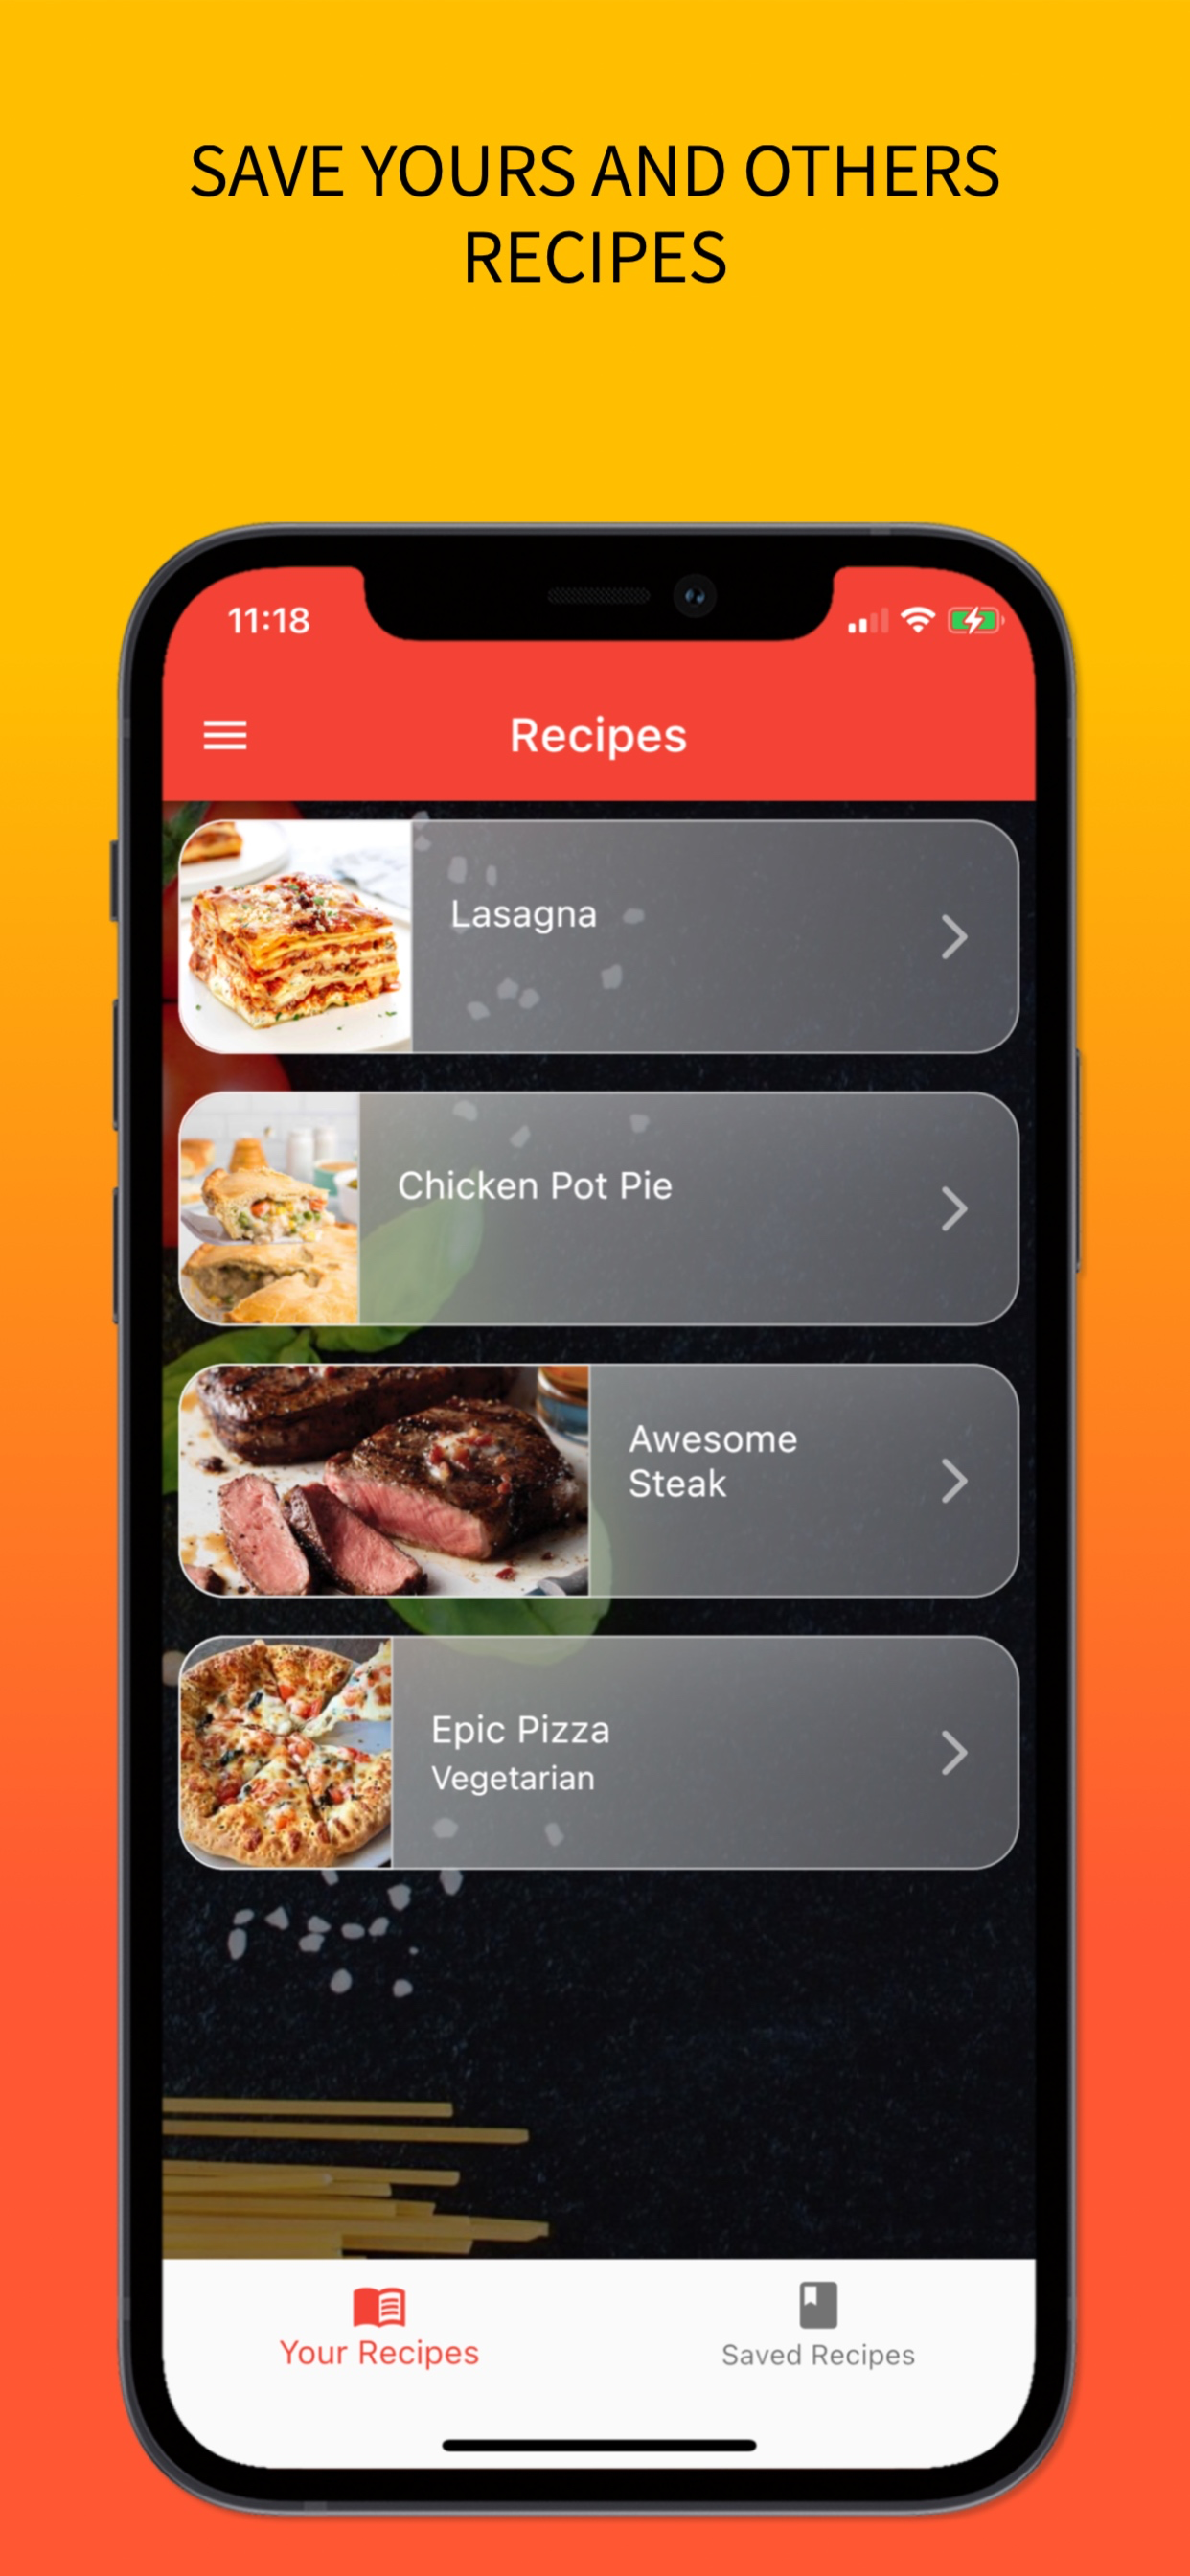 SAVE YOURS AND OTHERS
RECIPES
11:18
Recipes
Lasagna
Chicken Pot Pie
Awesome
Steak
Epic Pizza
Vegetarian
Your Recipes
Saved Recipes